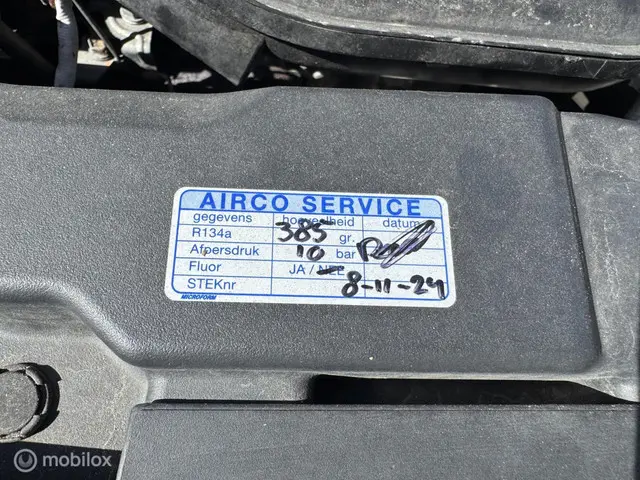 AIRCO SERVICE
gegevens hoeveelheid datum
R134a 385 gr.
Afpersdruk 10 bar
Fluor JA / NEE
STEKnr 8-11-24
MICROFORM
mobilox